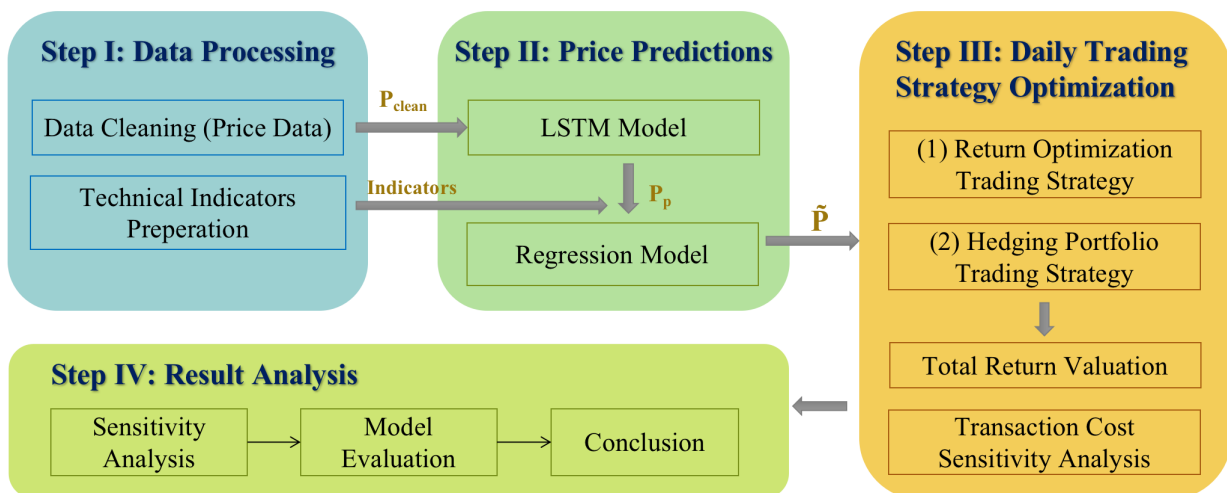 Step I: Data Processing
Data Cleaning (Price Data)
Technical Indicators
Preperation
P_clean
Indicators
Step II: Price Predictions
LSTM Model
P_p
Regression Model
P̃
Step III: Daily Trading
Strategy Optimization
(1) Return Optimization
Trading Strategy
(2) Hedging Portfolio
Trading Strategy
Total Return Valuation
Transaction Cost
Sensitivity Analysis
Step IV: Result Analysis
Sensitivity
Analysis
Model
Evaluation
Conclusion